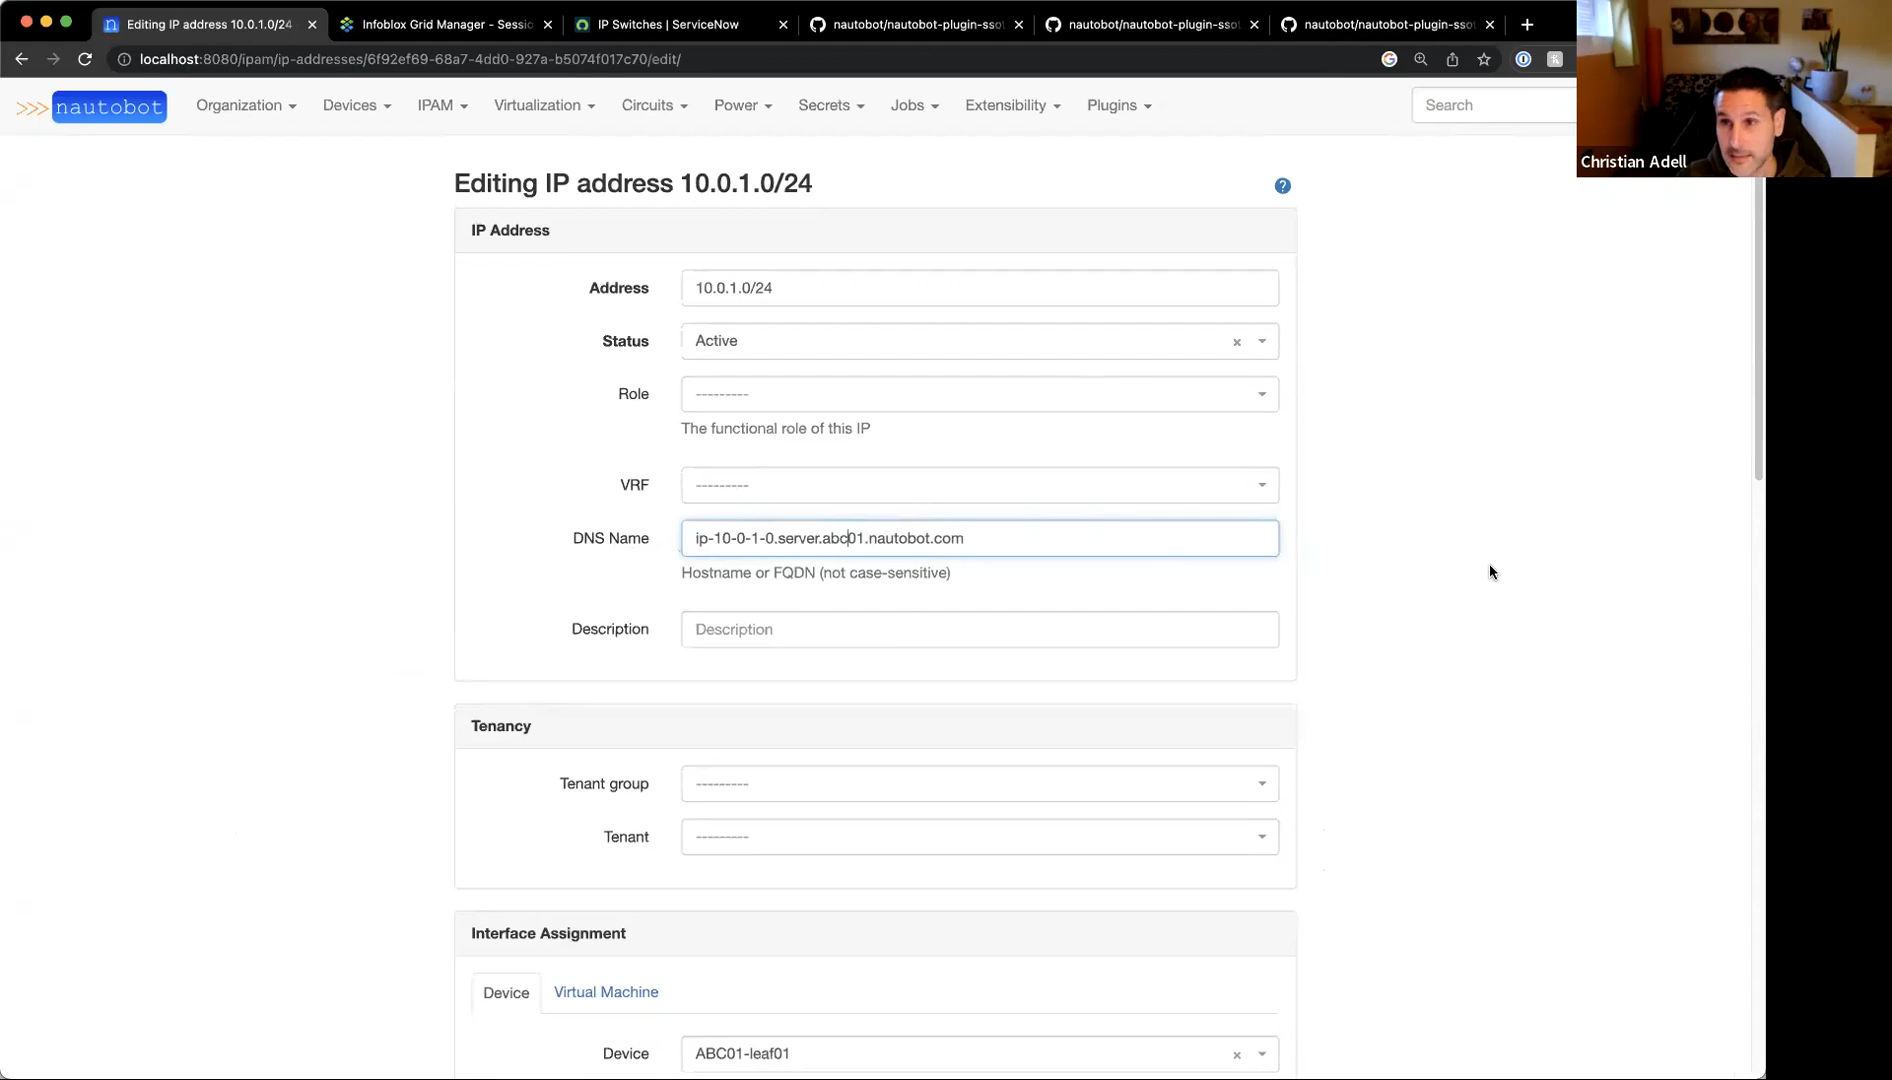 Editing IP address 10.0.1.0/24
Infoblox Grid Manager - Sessio
IP Switches | ServiceNow
nautobot/nautobot-plugin-ssot
nautobot/nautobot-plugin-ssot
nautobot/nautobot-plugin-ssot
localhost:8080/ipam/ip-addresses/6f92ef69-68a7-4dd0-927a-b5074f017c70/edit/
>>> nautobot
Organization
Devices
IPAM
Virtualization
Circuits
Power
Secrets
Jobs
Extensibility
Plugins
Search
Christian Adell
Editing IP address 10.0.1.0/24
?
IP Address
Address 10.0.1.0/24
Status Active ×
Role ---------
The functional role of this IP
VRF ---------
DNS Name ip-10-0-1-0.server.abc01.nautobot.com
Hostname or FQDN (not case-sensitive)
Description Description
Tenancy
Tenant group ---------
Tenant ---------
Interface Assignment
Device Virtual Machine
Device ABC01-leaf01 ×